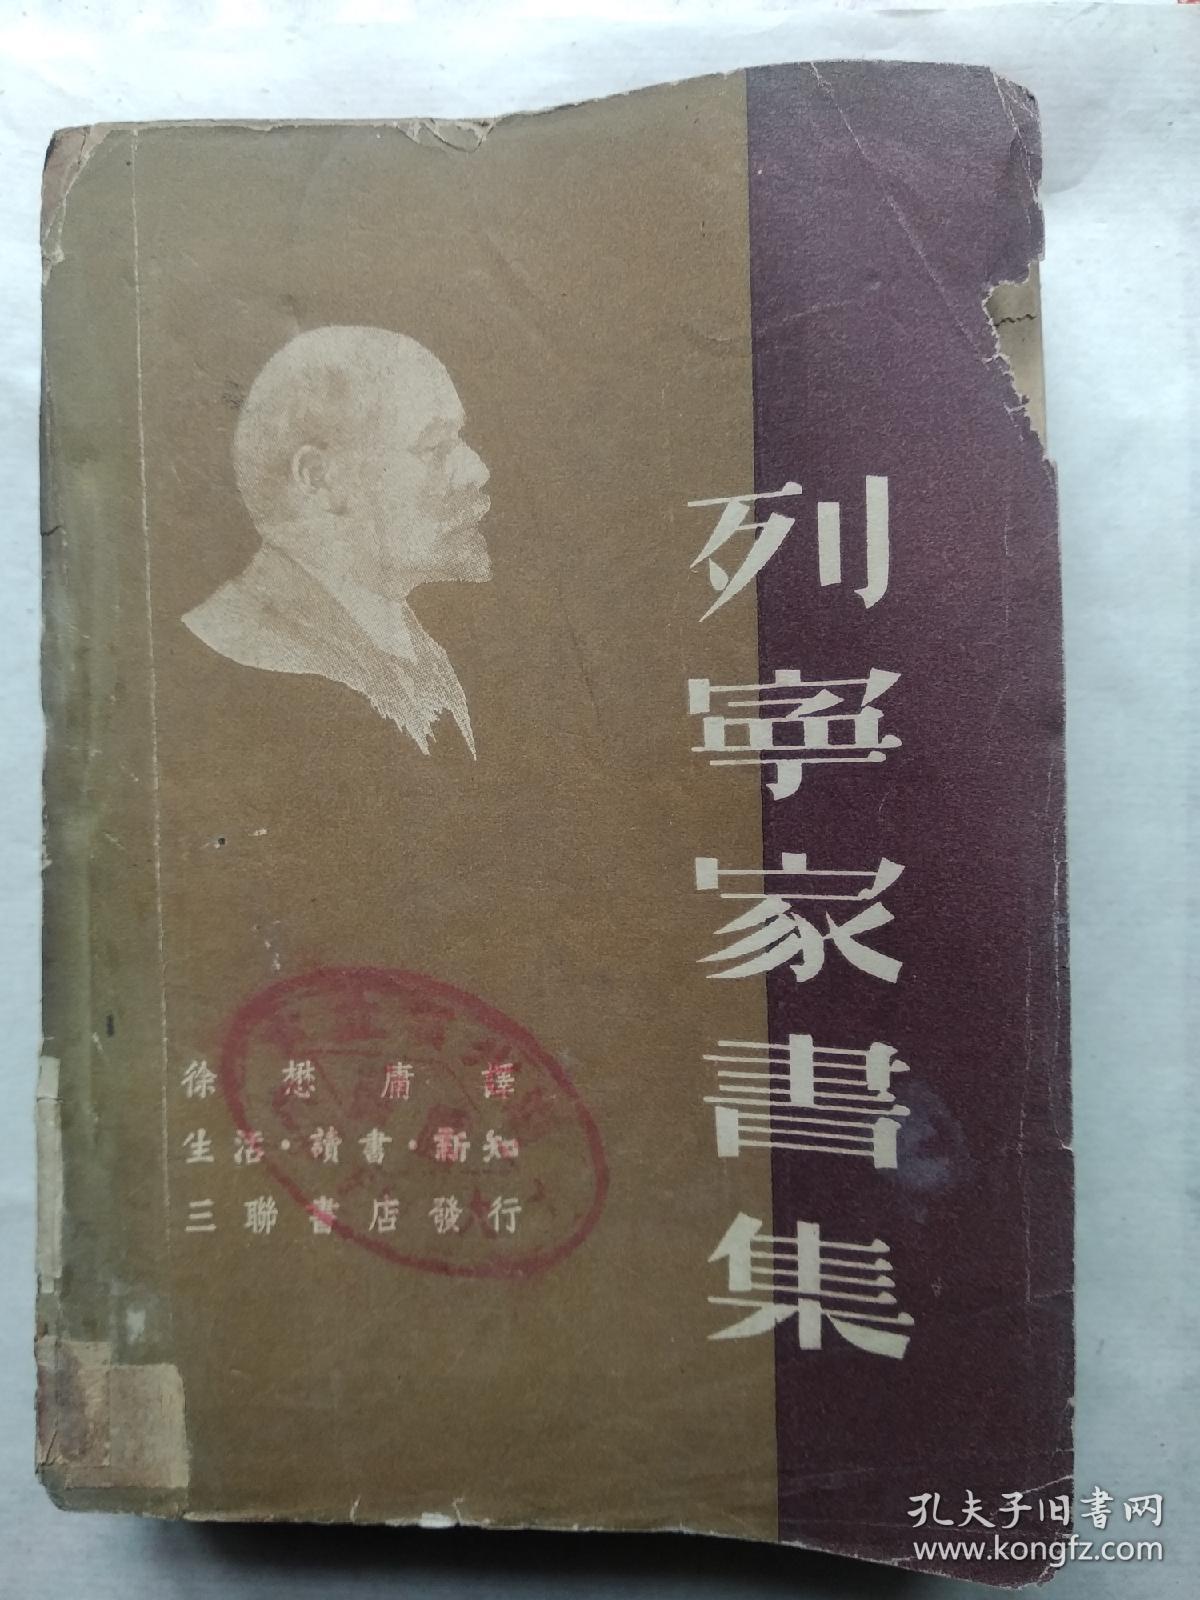 列寧家書集
徐懋庸譯
生活·讀書·新知
三聯書店發行
孔夫子旧书网
www.kongfz.com